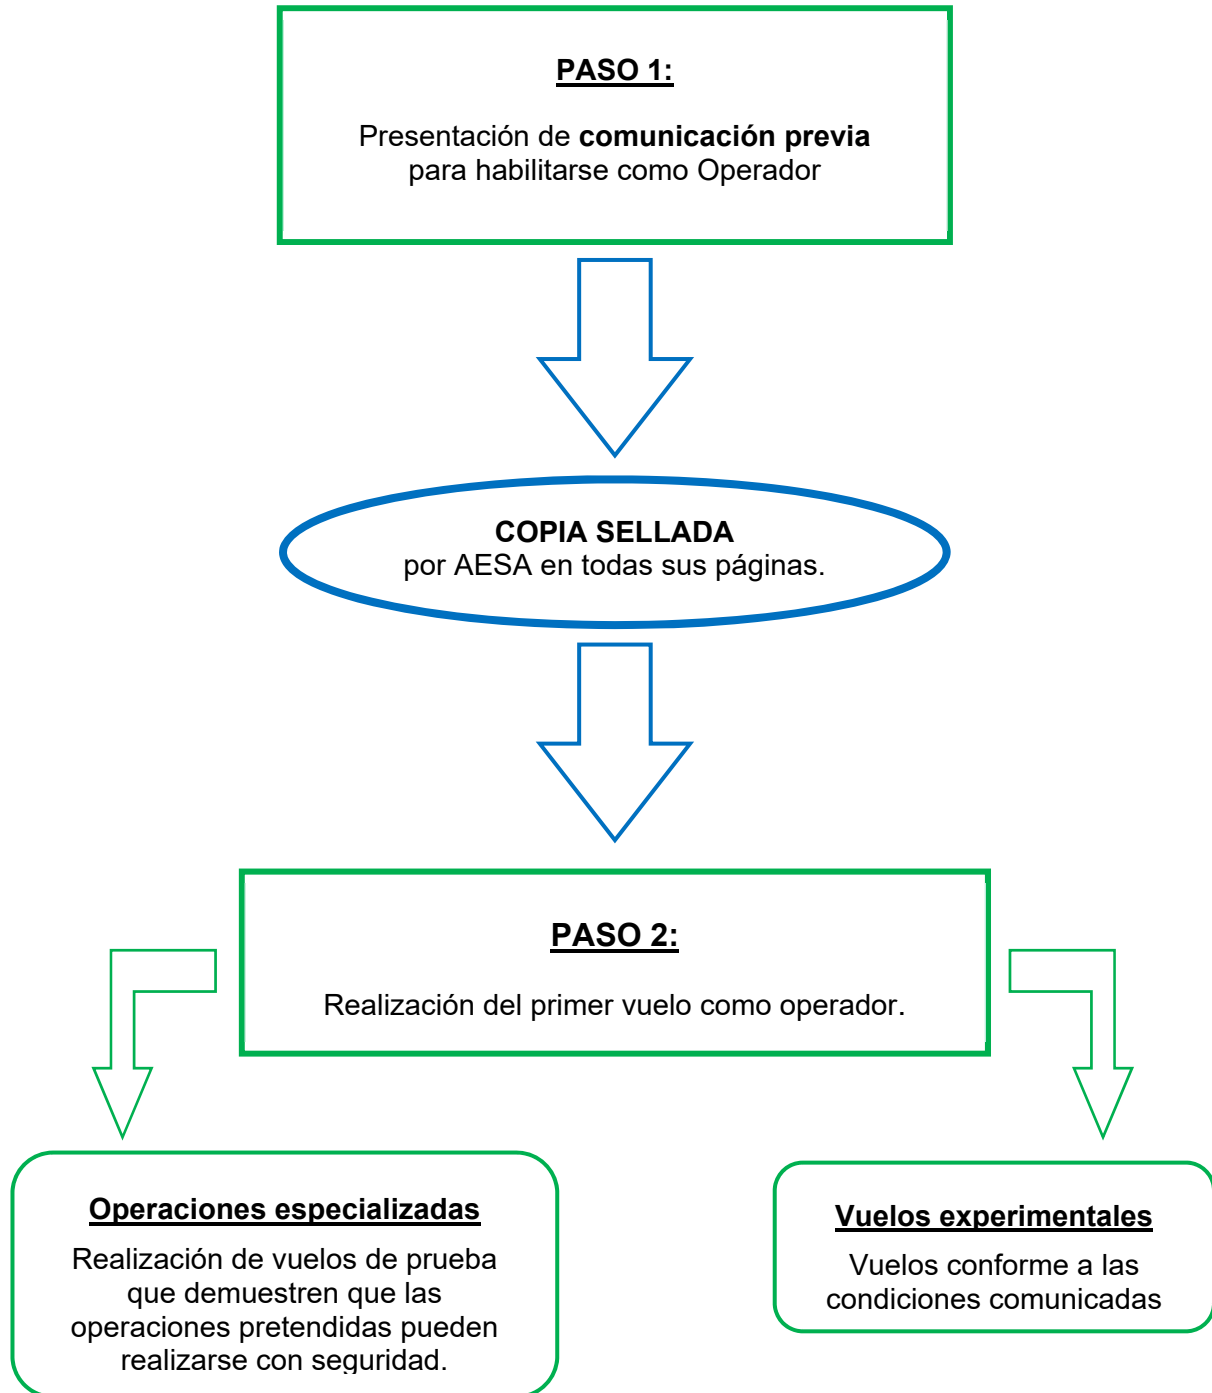 PASO 1:
Presentación de comunicación previa
para habilitarse como Operador
COPIA SELLADA
por AESA en todas sus páginas.
PASO 2:
Realización del primer vuelo como operador.
Operaciones especializadas
Realización de vuelos de prueba
que demuestren que las
operaciones pretendidas pueden
realizarse con seguridad.
Vuelos experimentales
Vuelos conforme a las
condiciones comunicadas